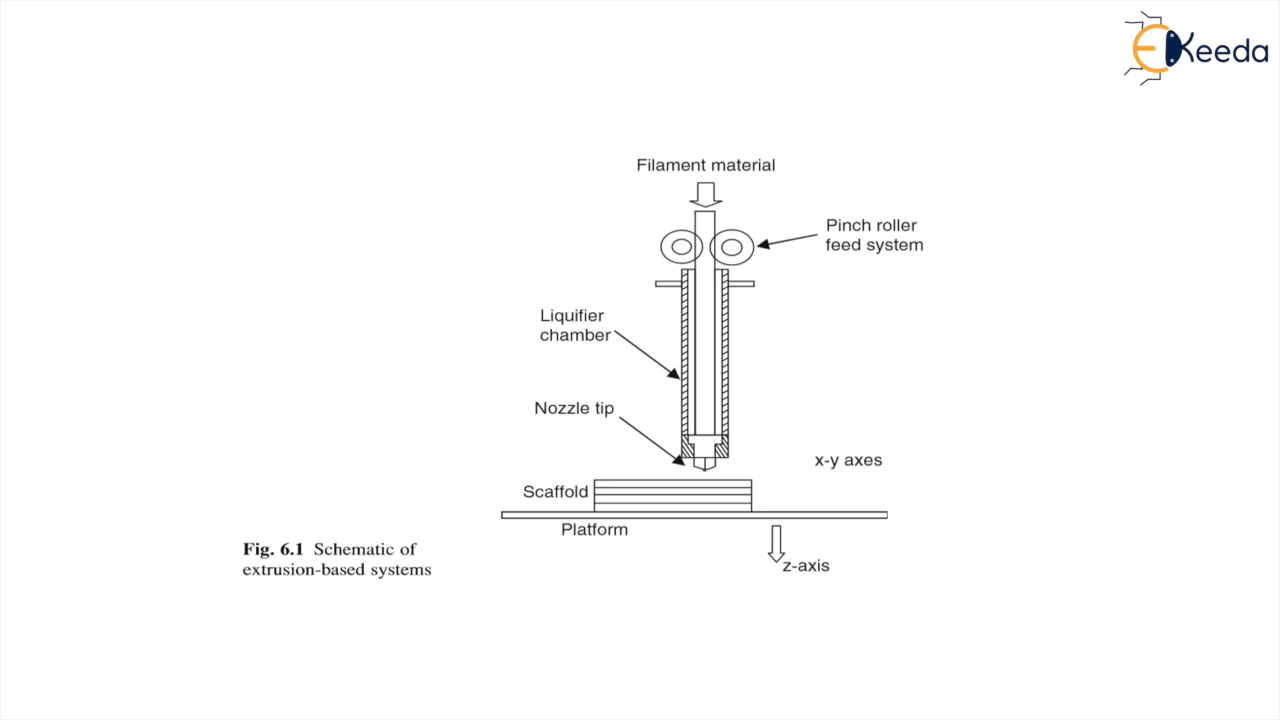 EKeeda
Filament material
Pinch roller
feed system
Liquifier
chamber
Nozzle tip
x-y axes
Scaffold
Platform
z-axis
Fig. 6.1 Schematic of
extrusion-based systems